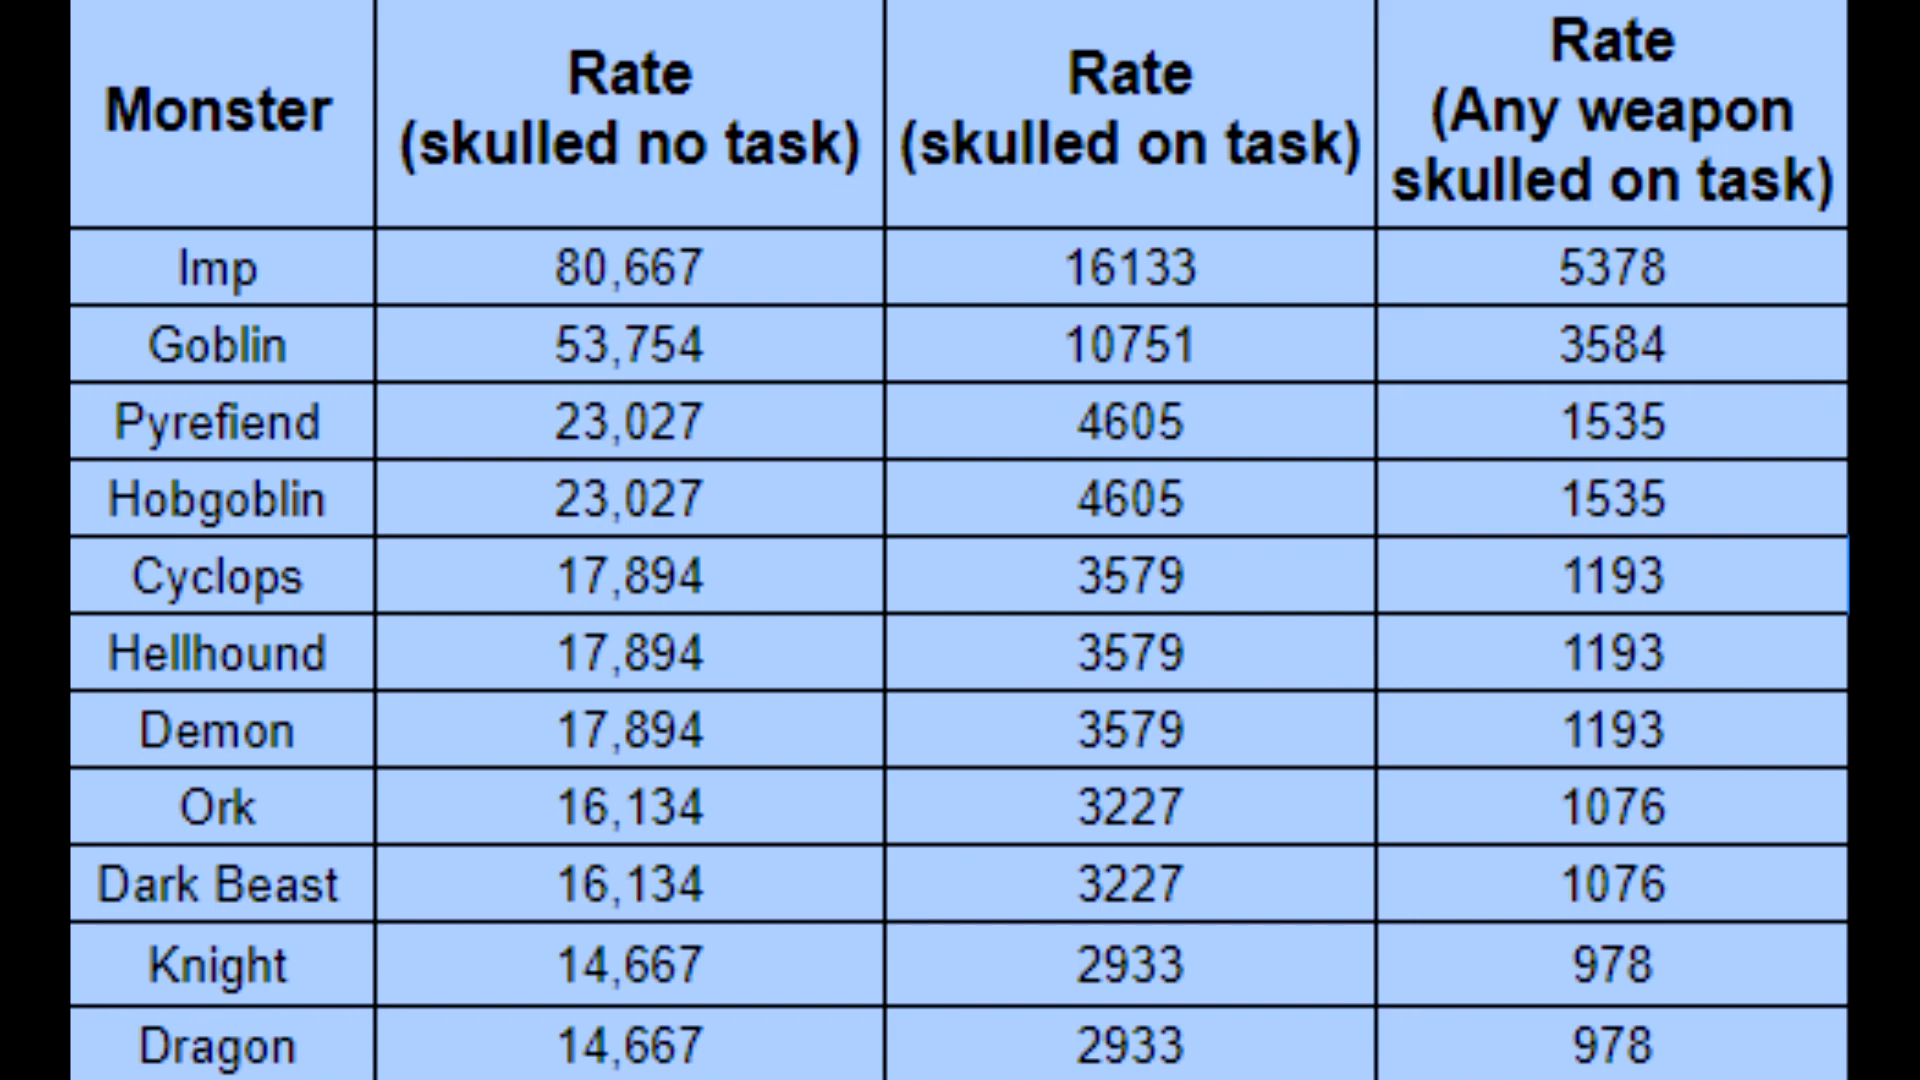 Monster
Rate
(skulled no task)
Rate
(skulled on task)
Rate
(Any weapon
skulled on task)
Imp 80,667 16133 5378
Goblin 53,754 10751 3584
Pyrefiend 23,027 4605 1535
Hobgoblin 23,027 4605 1535
Cyclops 17,894 3579 1193
Hellhound 17,894 3579 1193
Demon 17,894 3579 1193
Ork 16,134 3227 1076
Dark Beast 16,134 3227 1076
Knight 14,667 2933 978
Dragon 14,667 2933 978